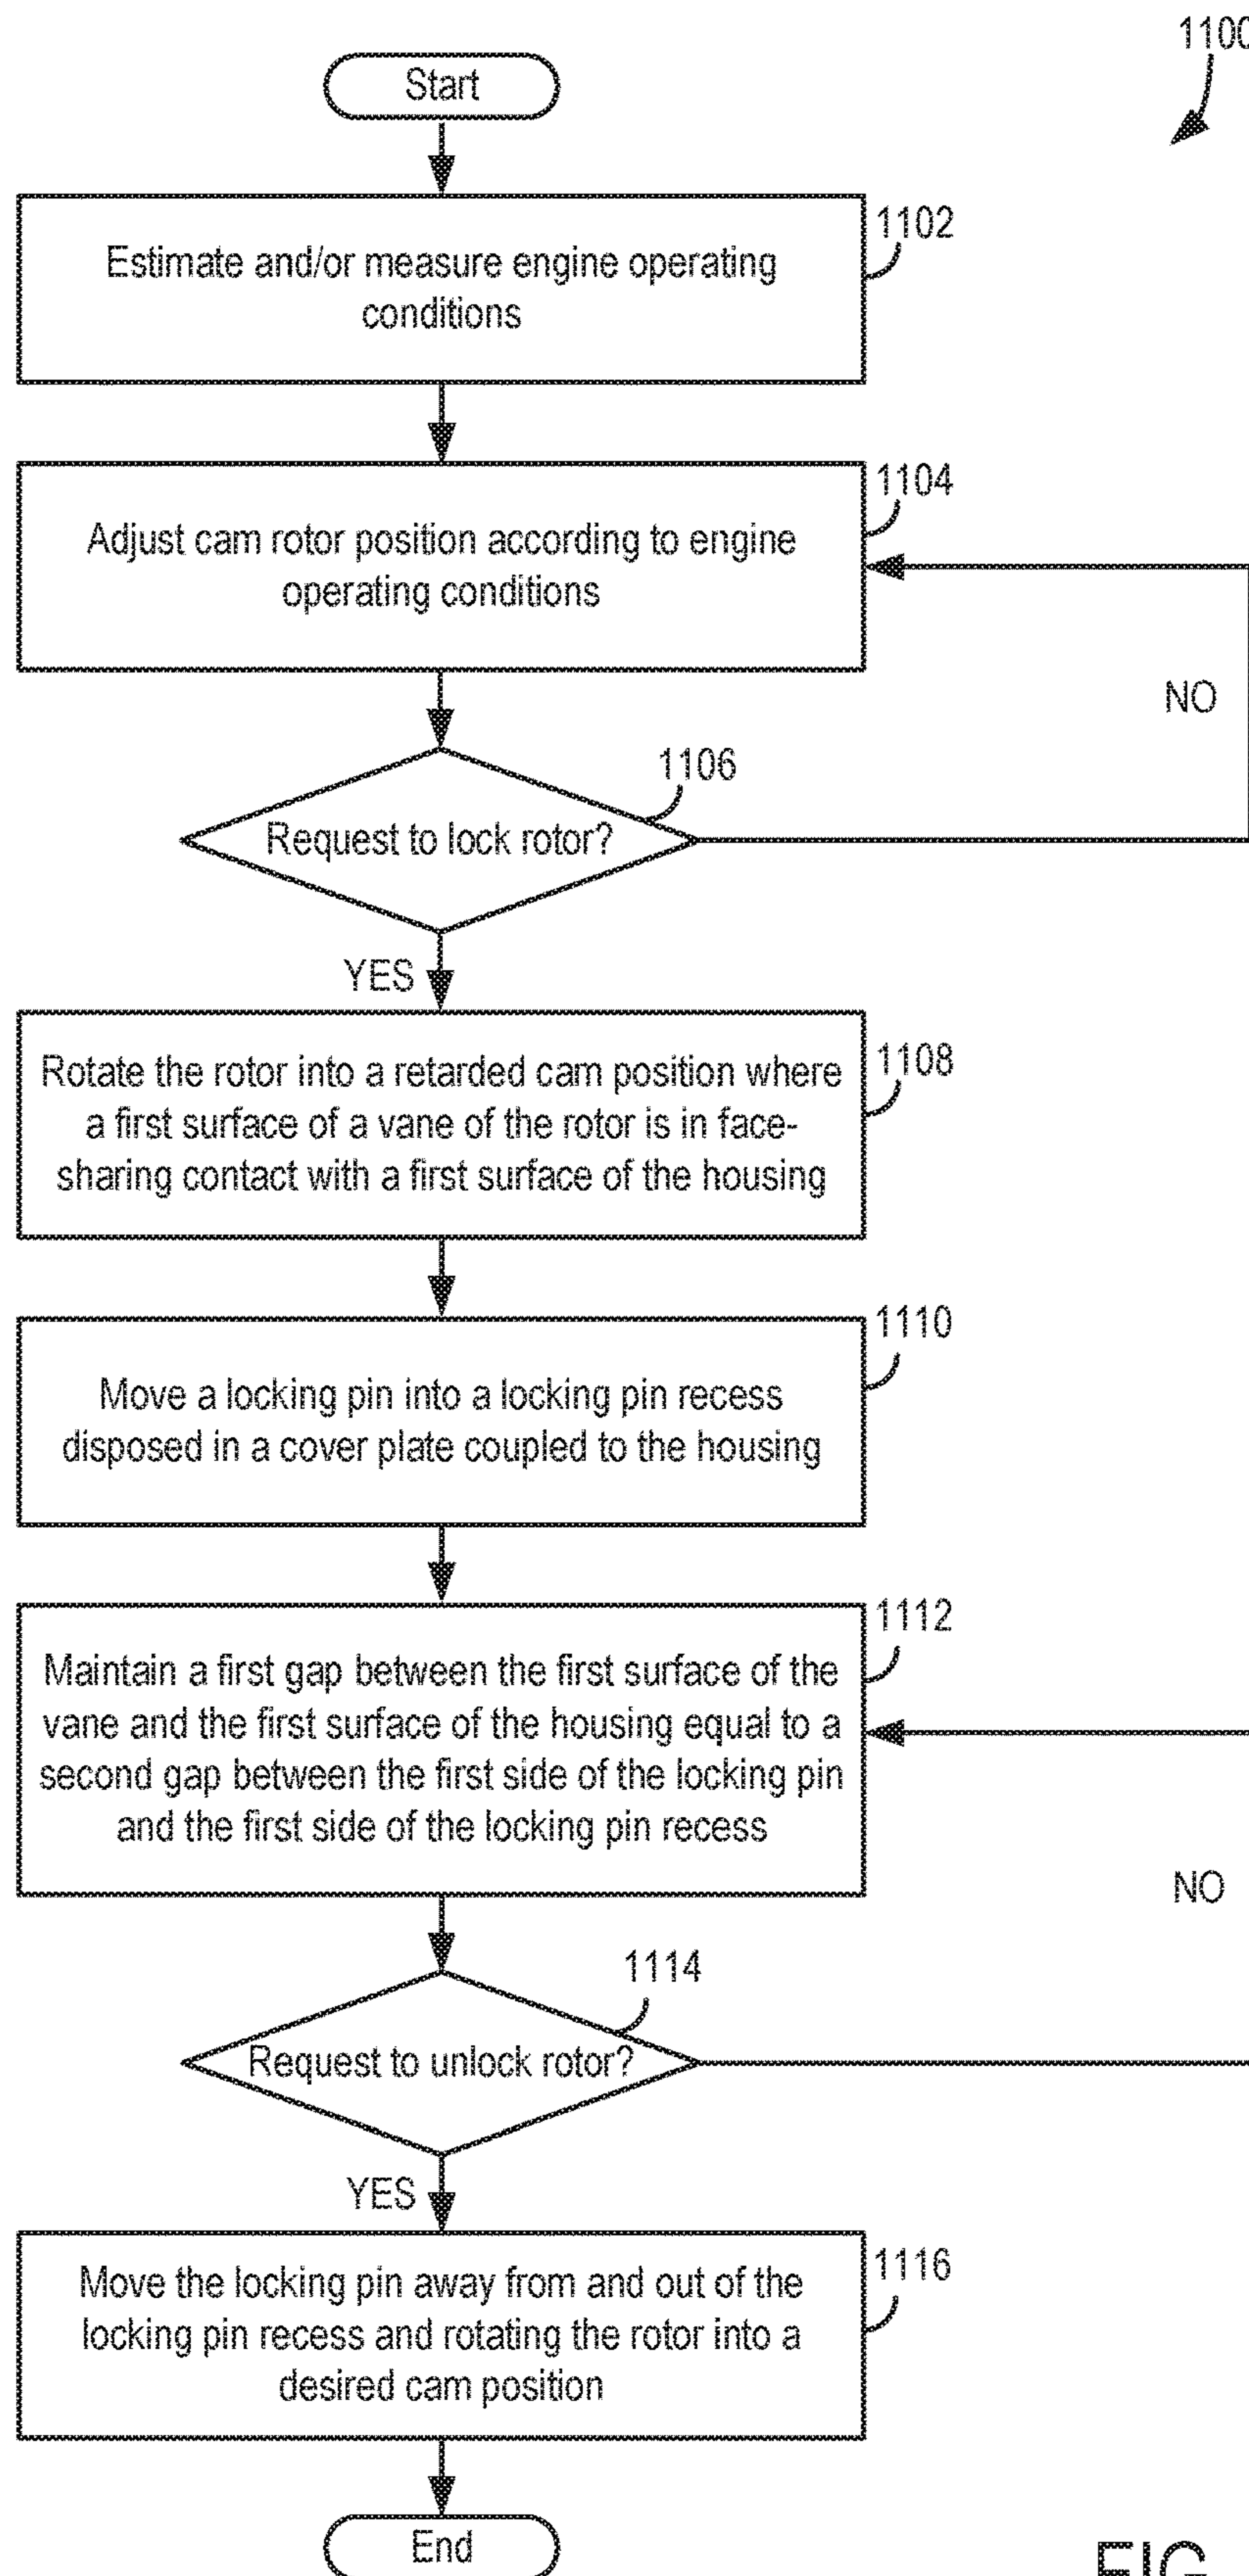 1100
Start
1102
Estimate and/or measure engine operating
conditions
1104
Adjust cam rotor position according to engine
operating conditions
NO
1106
Request to lock rotor?
YES
1108
Rotate the rotor into a retarded cam position where
a first surface of a vane of the rotor is in face-
sharing contact with a first surface of the housing
1110
Move a locking pin into a locking pin recess
disposed in a cover plate coupled to the housing
1112
Maintain a first gap between the first surface of the
vane and the first surface of the housing equal to a
second gap between the first side of the locking pin
and the first side of the locking pin recess
NO
1114
Request to unlock rotor?
YES
1116
Move the locking pin away from and out of the
locking pin recess and rotating the rotor into a
desired cam position
End
FIG